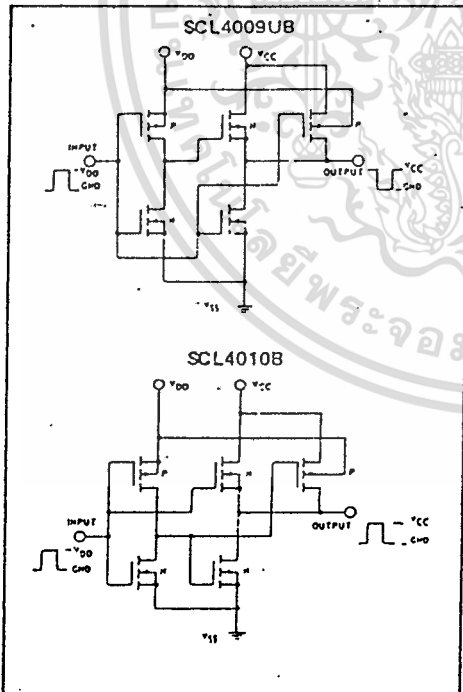 SCL4009UB
VDD
VCC
P
N
P
INPUT
VDD
GND
OUTPUT
VCC
GND
N
N
VSS
SCL4010B
VDD
VCC
P
N
P
INPUT
VDD
GND
OUTPUT
VCC
GND
N
N
VSS